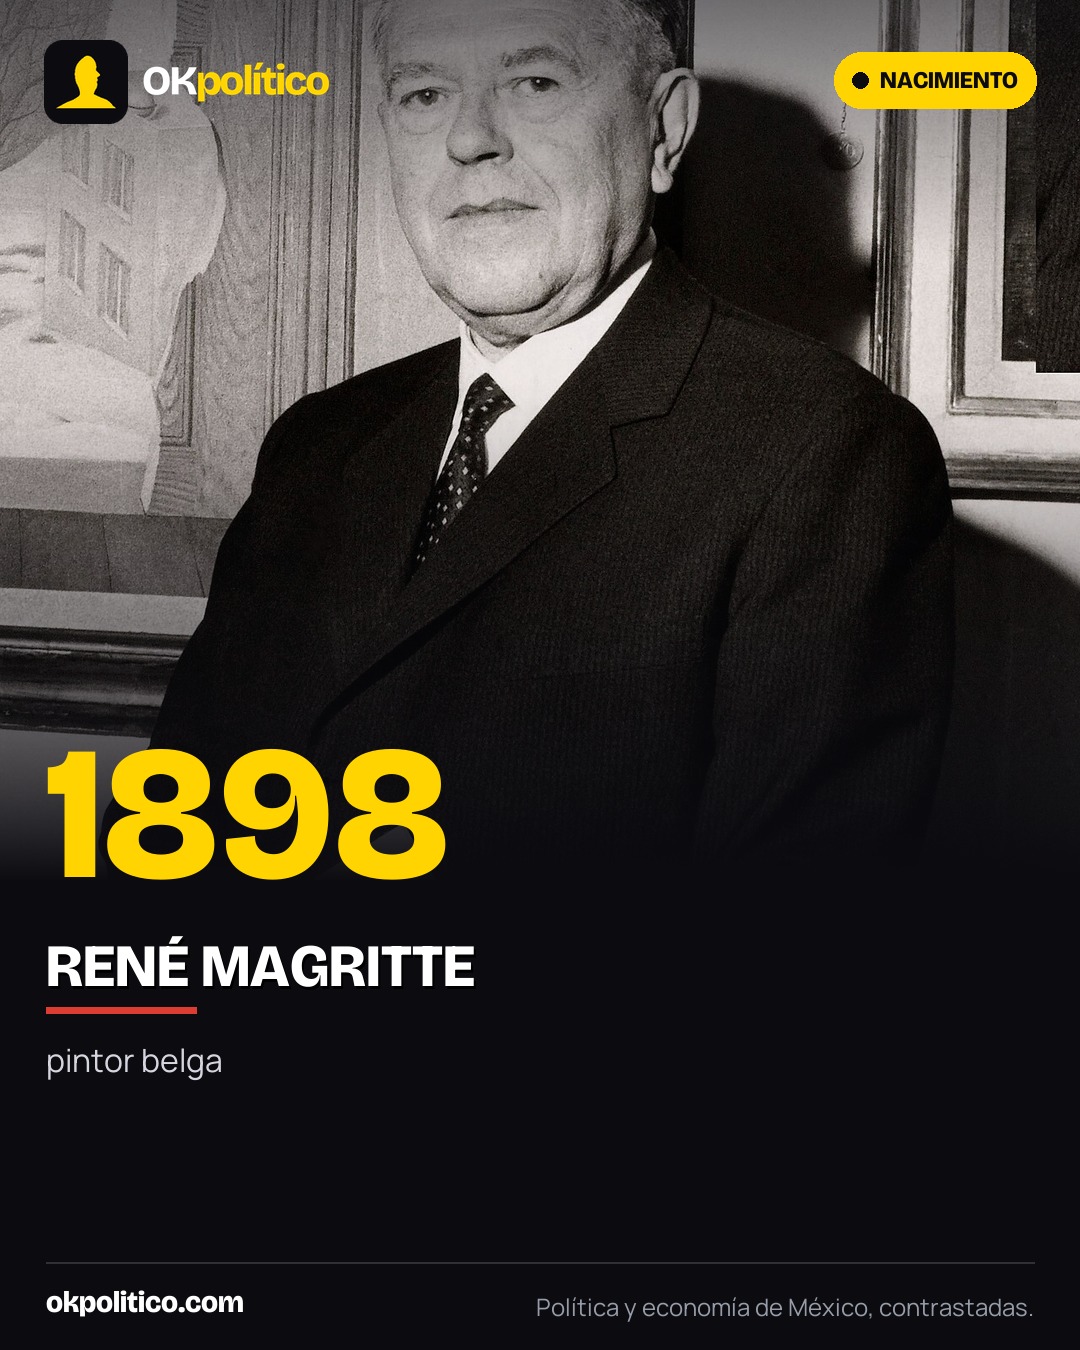 OKpolítico
NACIMIENTO
1898
RENÉ MAGRITTE
pintor belga
okpolitico.com
Política y economía de México, contrastadas.